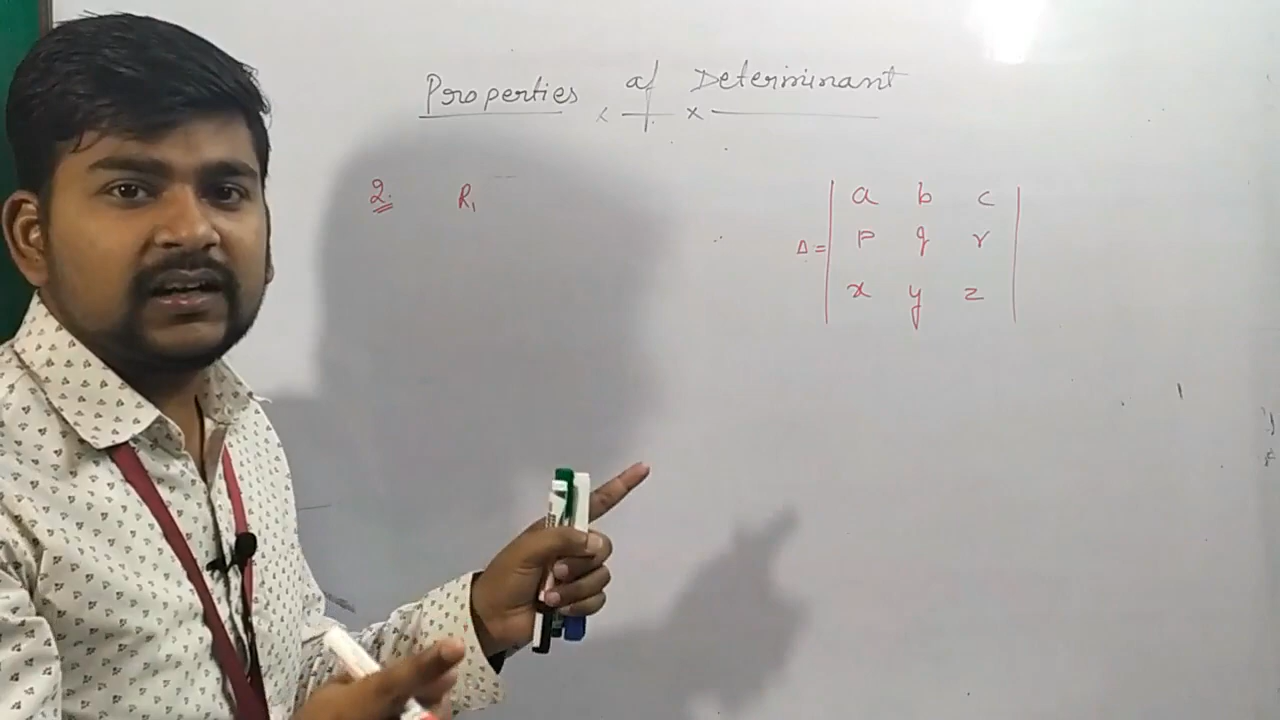 Properties of Determinant
2. R₁
a b c
Δ = p q r
x y z